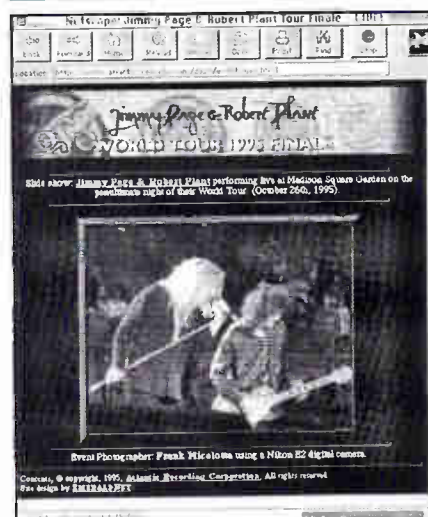 Netscape: Jimmy Page & Robert Plant Tour Finale
Back Forward Home Reload Open Print Find Stop
Location:
Jimmy Page & Robert Plant
WORLD TOUR 1995 FINAL
Slide show: Jimmy Page & Robert Plant performing live at Madison Square Garden on the
penultimate night of their World Tour (October 26th, 1995).
Event Photographer: Frank Micelotta using a Nikon E2 digital camera.
Contents, © copyright, 1995, Atlantic Recording Corporation, All rights reserved
Site design by